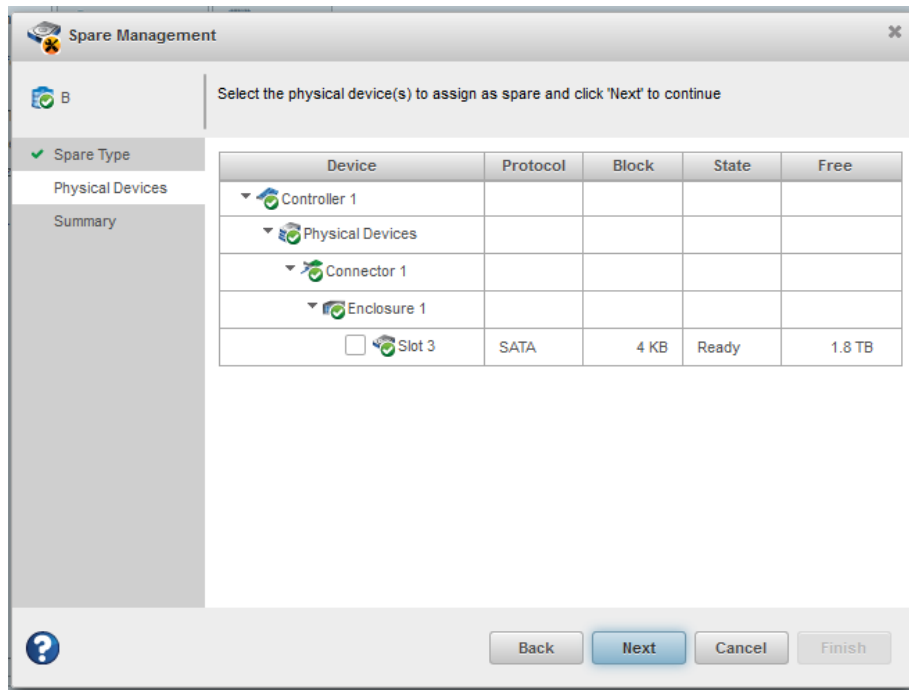 Spare Management
B
Select the physical device(s) to assign as spare and click 'Next' to continue
Spare Type
Physical Devices
Summary
Device Protocol Block State Free
Controller 1
Physical Devices
Connector 1
Enclosure 1
Slot 3 SATA 4 KB Ready 1.8 TB
?
Back Next Cancel Finish